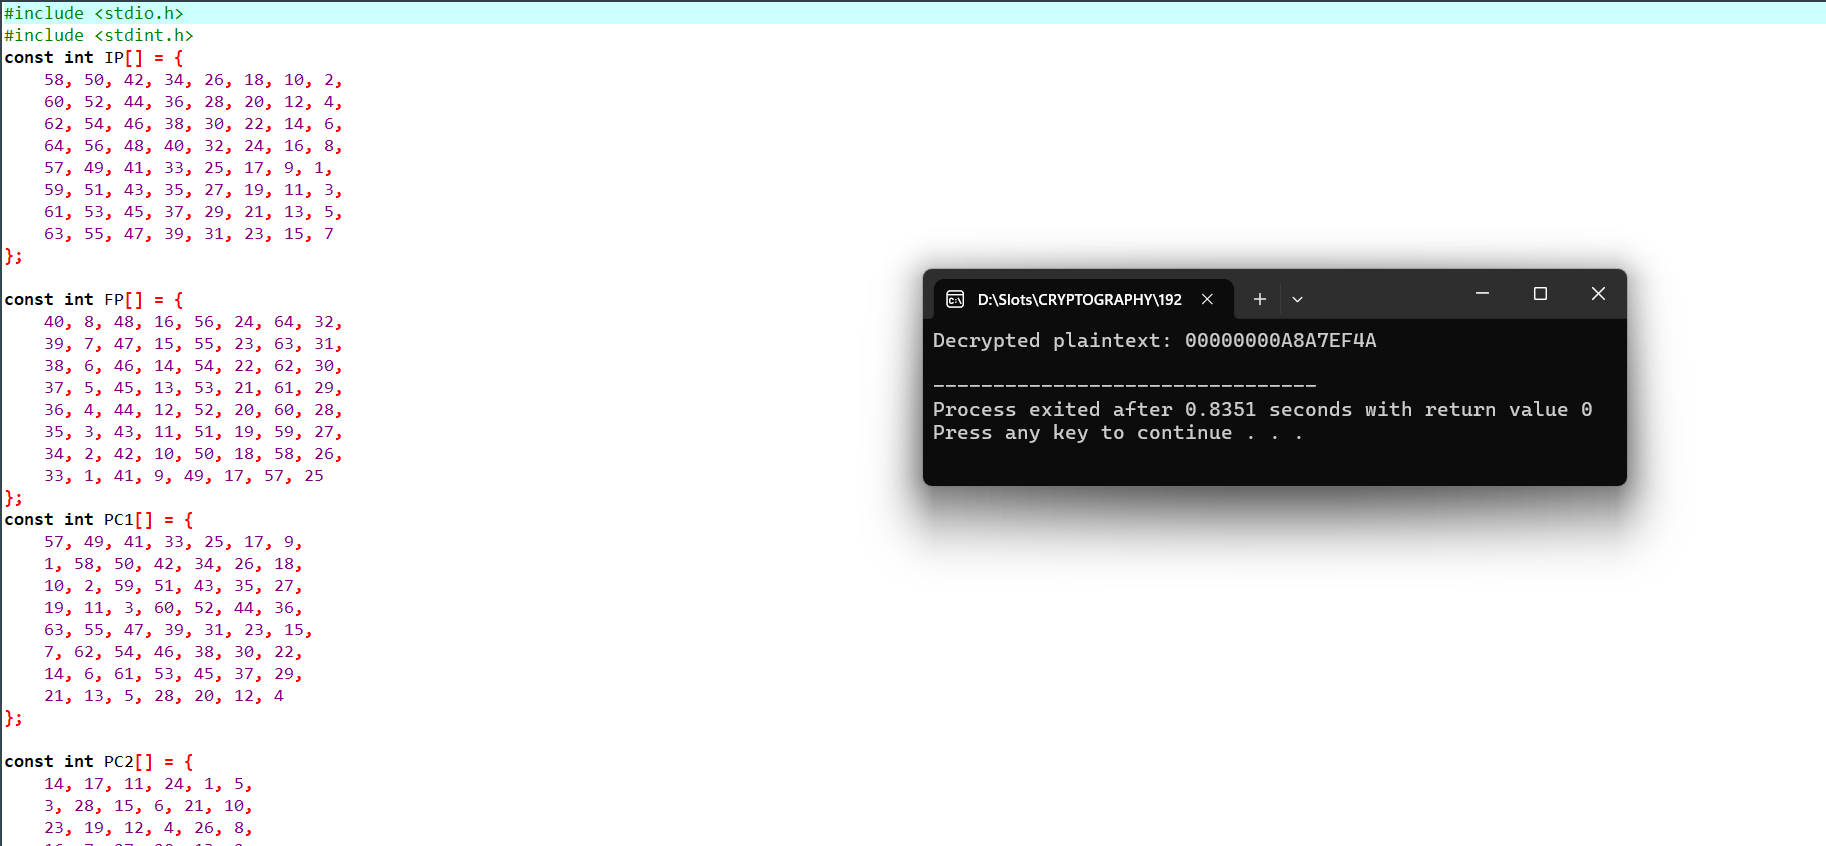 #include <stdio.h>
#include <stdint.h>
const int IP[] = {
    58, 50, 42, 34, 26, 18, 10, 2,
    60, 52, 44, 36, 28, 20, 12, 4,
    62, 54, 46, 38, 30, 22, 14, 6,
    64, 56, 48, 40, 32, 24, 16, 8,
    57, 49, 41, 33, 25, 17, 9, 1,
    59, 51, 43, 35, 27, 19, 11, 3,
    61, 53, 45, 37, 29, 21, 13, 5,
    63, 55, 47, 39, 31, 23, 15, 7
};
const int FP[] = {
    40, 8, 48, 16, 56, 24, 64, 32,
    39, 7, 47, 15, 55, 23, 63, 31,
    38, 6, 46, 14, 54, 22, 62, 30,
    37, 5, 45, 13, 53, 21, 61, 29,
    36, 4, 44, 12, 52, 20, 60, 28,
    35, 3, 43, 11, 51, 19, 59, 27,
    34, 2, 42, 10, 50, 18, 58, 26,
    33, 1, 41, 9, 49, 17, 57, 25
};
const int PC1[] = {
    57, 49, 41, 33, 25, 17, 9,
    1, 58, 50, 42, 34, 26, 18,
    10, 2, 59, 51, 43, 35, 27,
    19, 11, 3, 60, 52, 44, 36,
    63, 55, 47, 39, 31, 23, 15,
    7, 62, 54, 46, 38, 30, 22,
    14, 6, 61, 53, 45, 37, 29,
    21, 13, 5, 28, 20, 12, 4
};
const int PC2[] = {
    14, 17, 11, 24, 1, 5,
    3, 28, 15, 6, 21, 10,
    23, 19, 12, 4, 26, 8,
D:\Slots\CRYPTOGRAPHY\192
Decrypted plaintext: 00000000A8A7EF4A
--------------------------------
Process exited after 0.8351 seconds with return value 0
Press any key to continue . . .